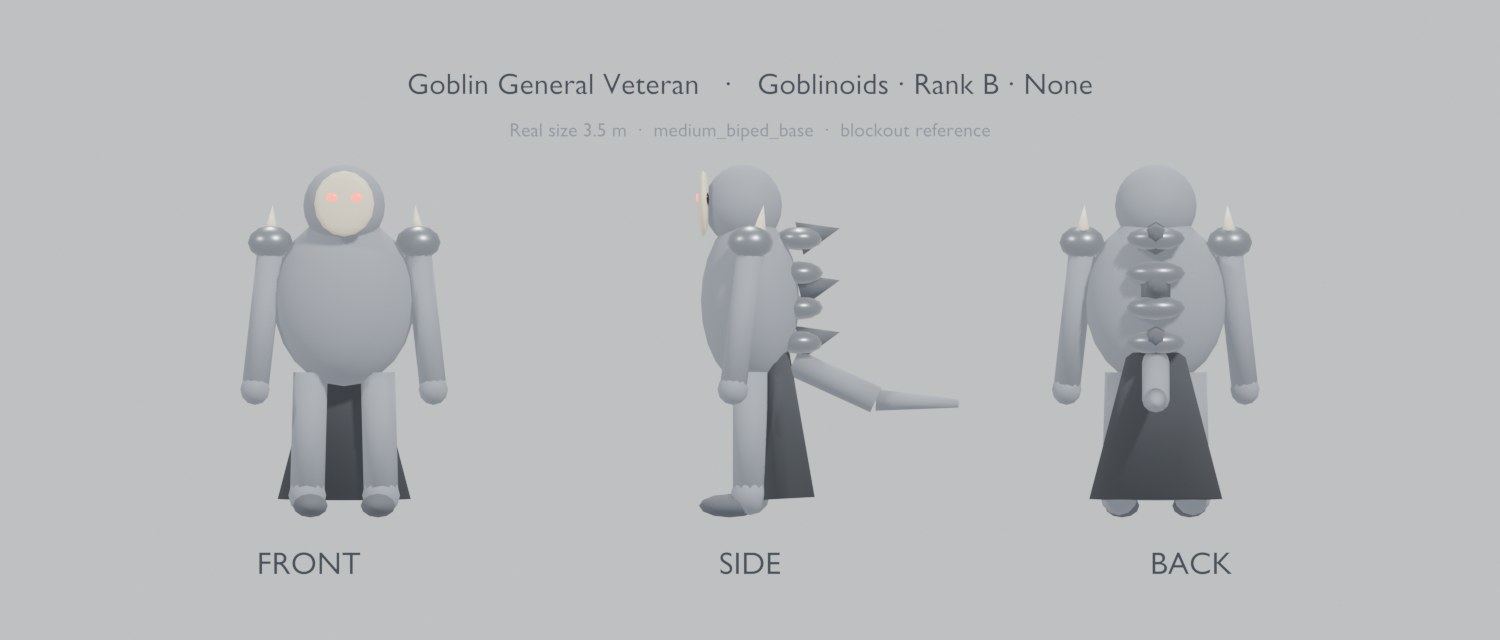 Goblin General Veteran · Goblinoids · Rank B · None
Real size 3.5 m · medium_biped_base · blockout reference
FRONT
SIDE
BACK